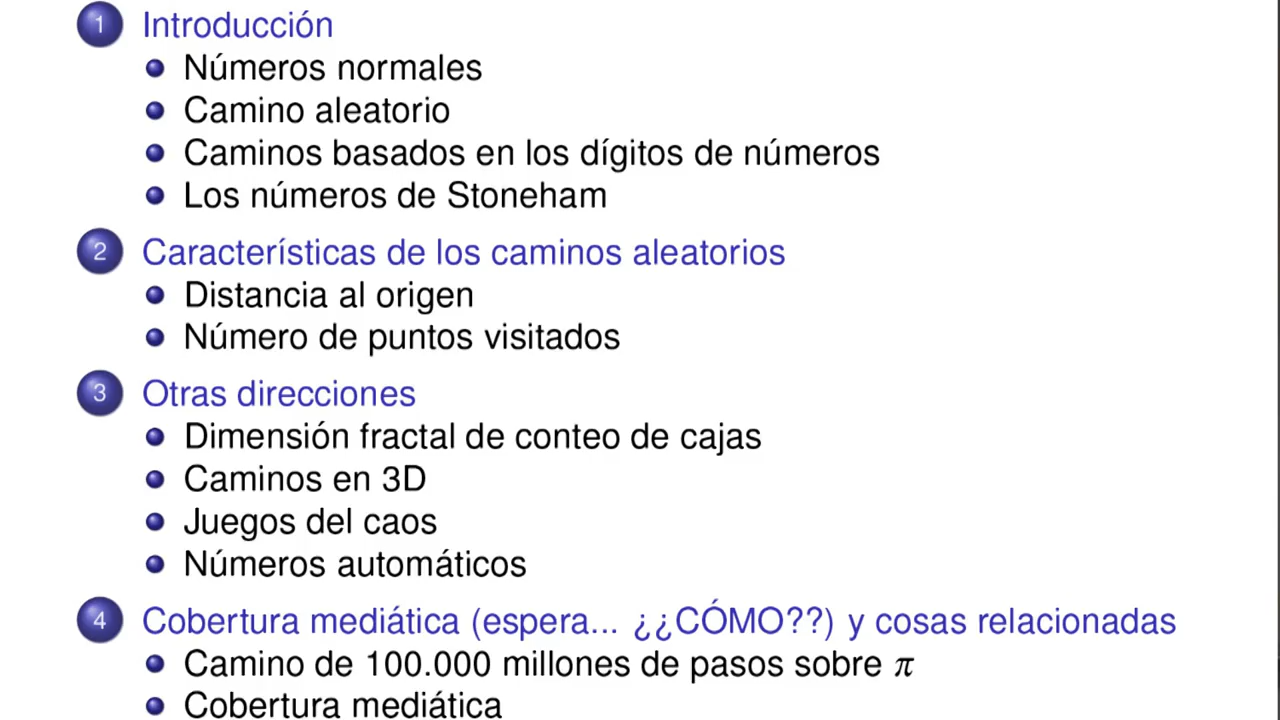 1 Introducción
Números normales
Camino aleatorio
Caminos basados en los dígitos de números
Los números de Stoneham
2 Características de los caminos aleatorios
Distancia al origen
Número de puntos visitados
3 Otras direcciones
Dimensión fractal de conteo de cajas
Caminos en 3D
Juegos del caos
Números automáticos
4 Cobertura mediática (espera... ¿¿CÓMO??) y cosas relacionadas
Camino de 100.000 millones de pasos sobre π
Cobertura mediática